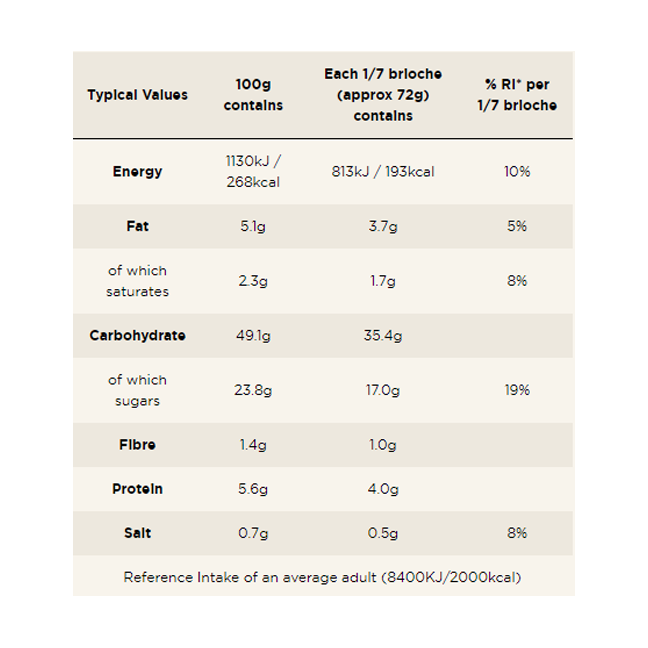 Typical Values 100g contains Each 1/7 brioche (approx 72g) contains % RI* per 1/7 brioche
Energy 1130kJ / 268kcal 813kJ / 193kcal 10%
Fat 5.1g 3.7g 5%
of which saturates 2.3g 1.7g 8%
Carbohydrate 49.1g 35.4g
of which sugars 23.8g 17.0g 19%
Fibre 1.4g 1.0g
Protein 5.6g 4.0g
Salt 0.7g 0.5g 8%
Reference Intake of an average adult (8400KJ/2000kcal)